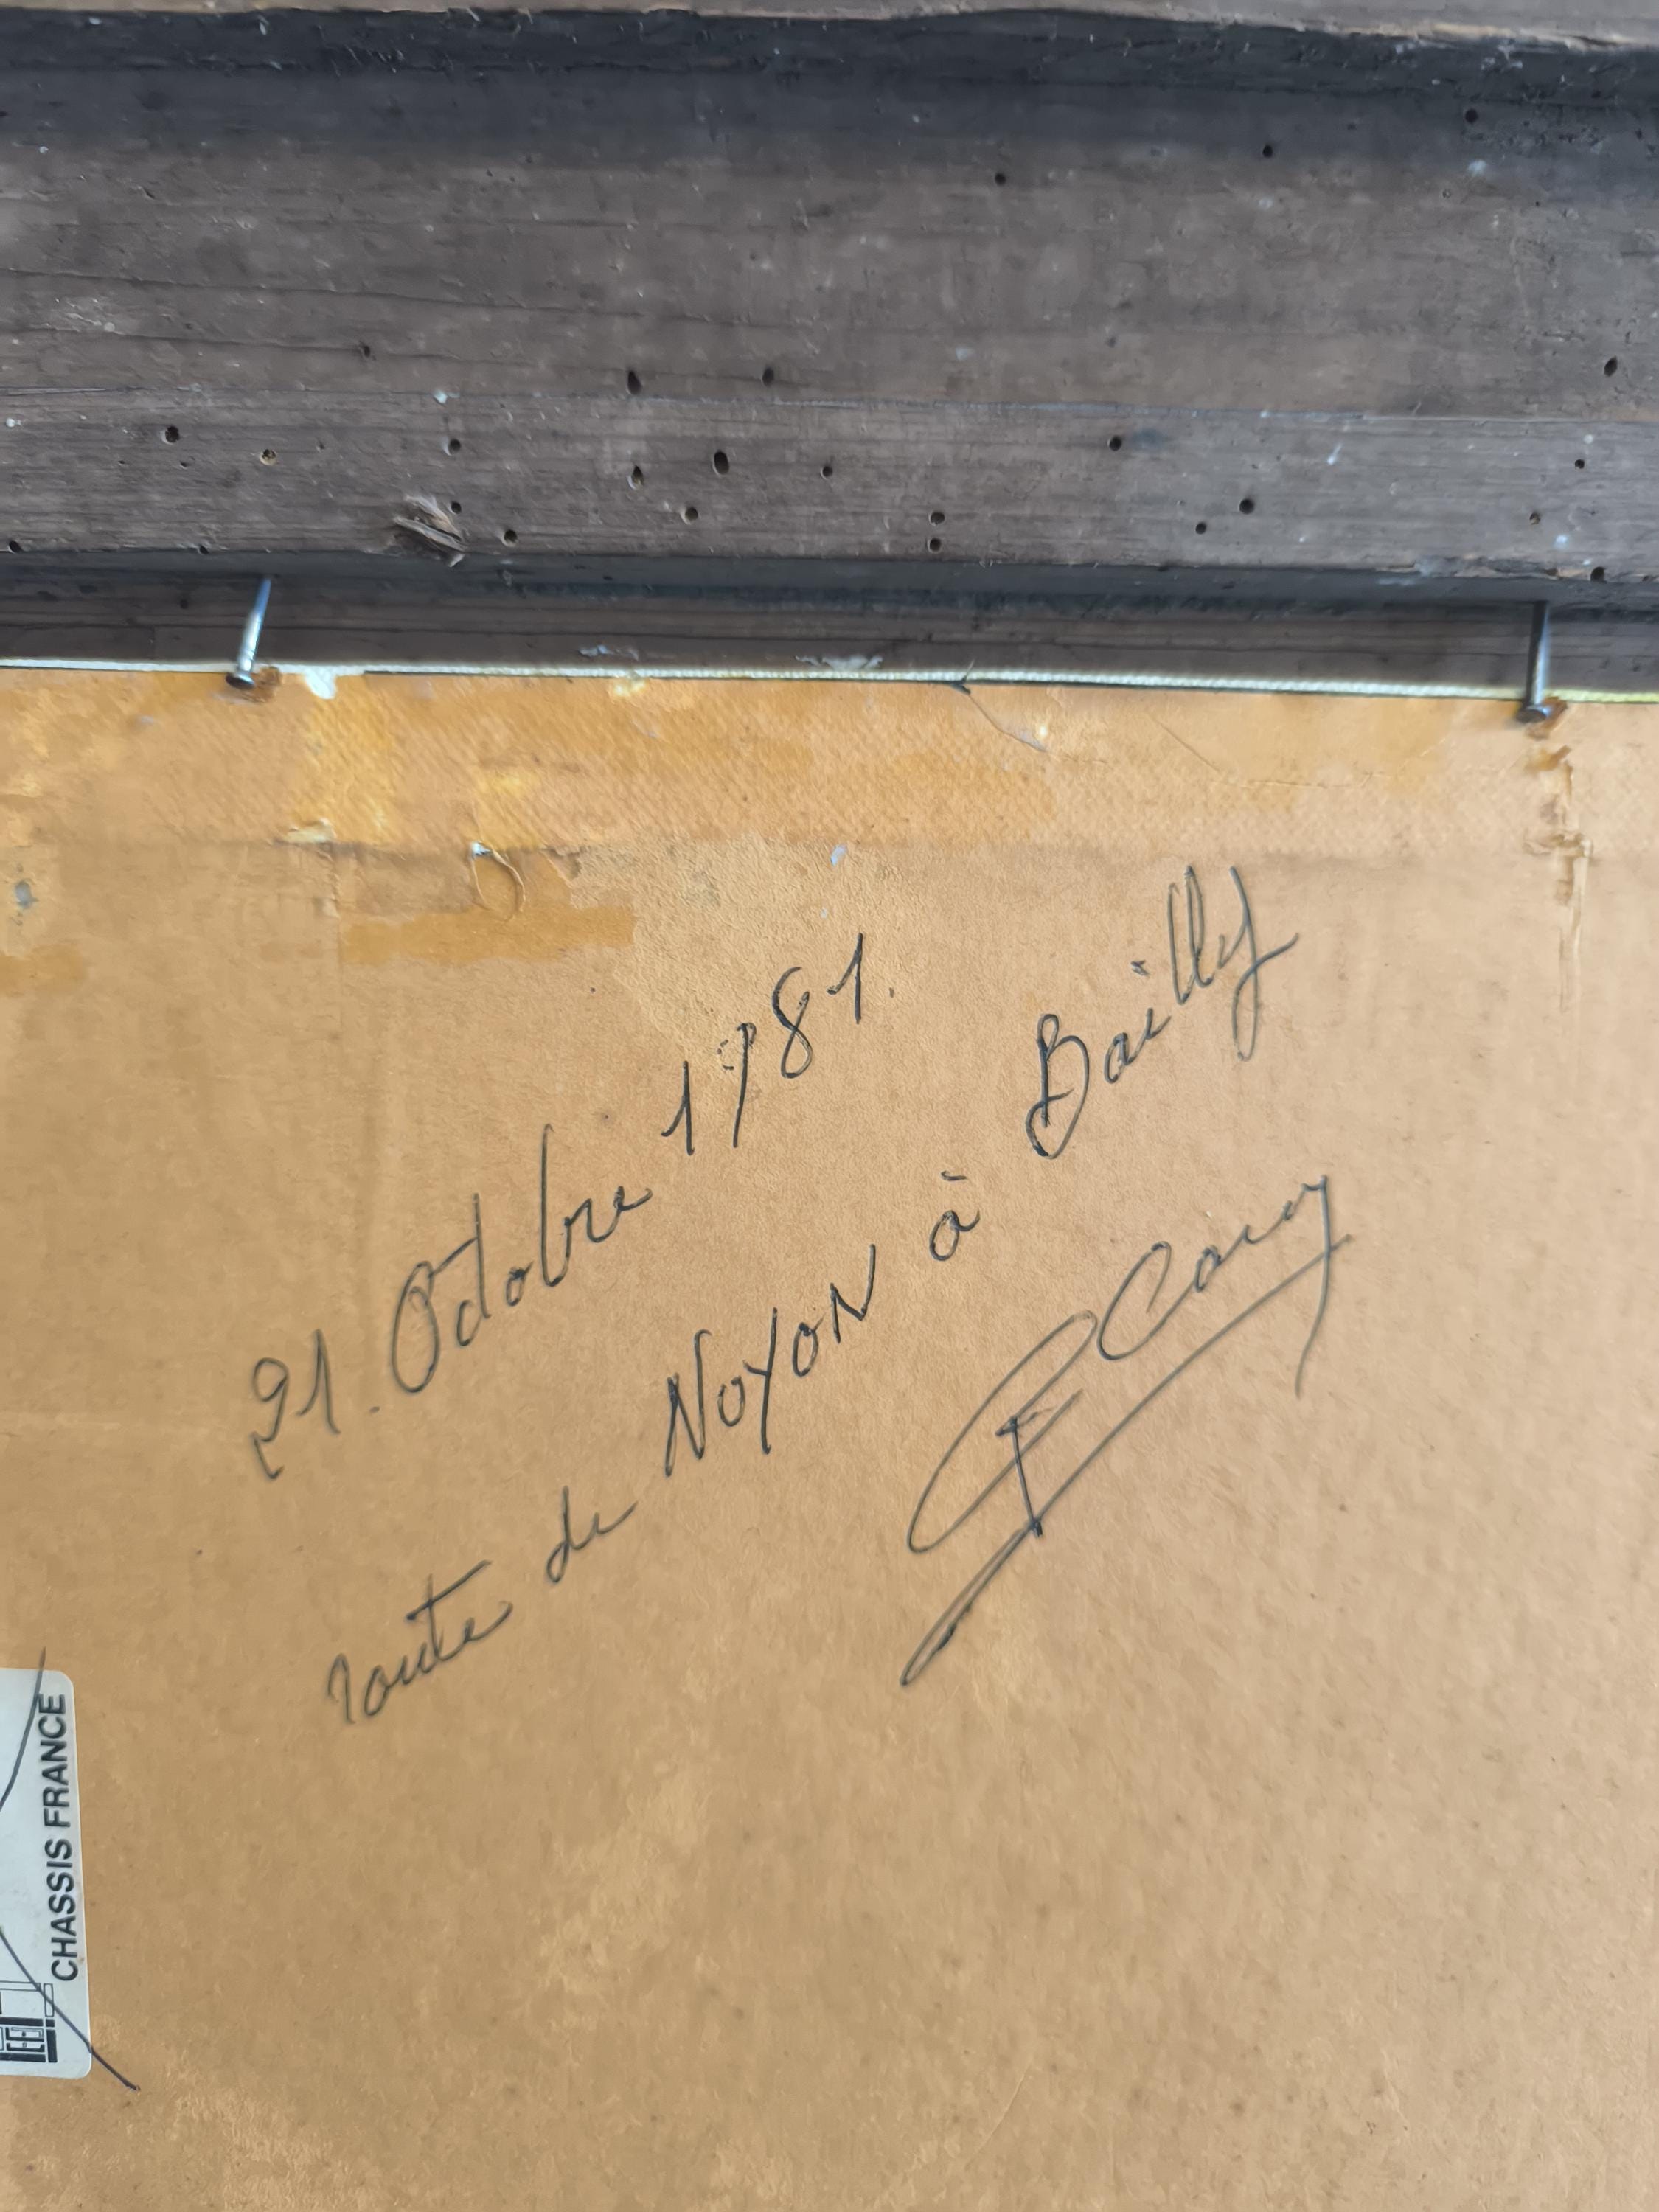 21. Octobre 1981.
route de NOYON à Bailly
CHASSIS FRANCE